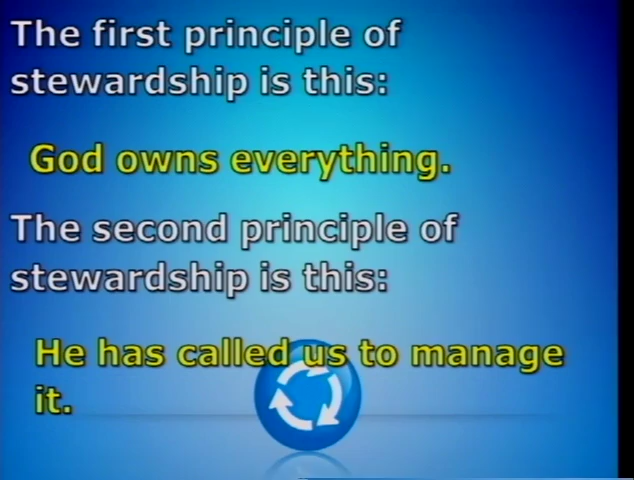 The first principle of
stewardship is this:
God owns everything.
The second principle of
stewardship is this:
He has called us to manage
it.